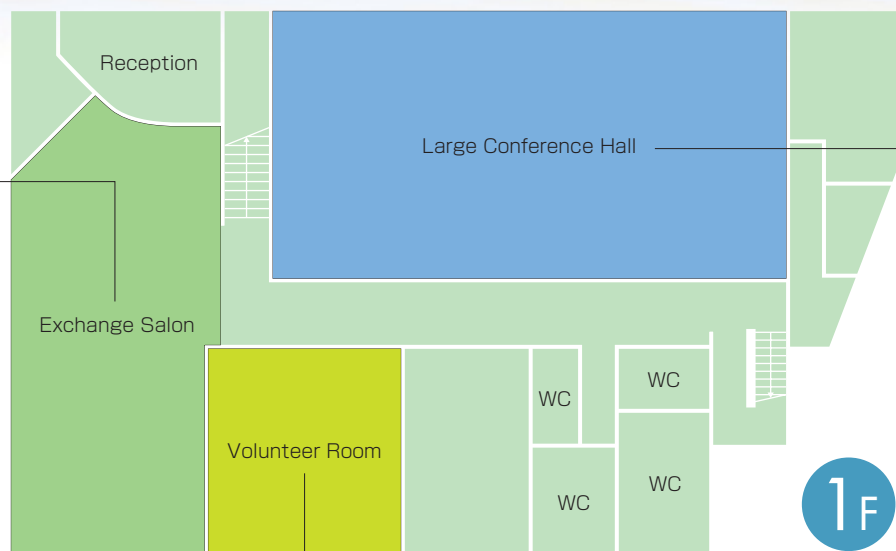 Reception
Large Conference Hall
Exchange Salon
WC
WC
Volunteer Room
WC
WC
1F